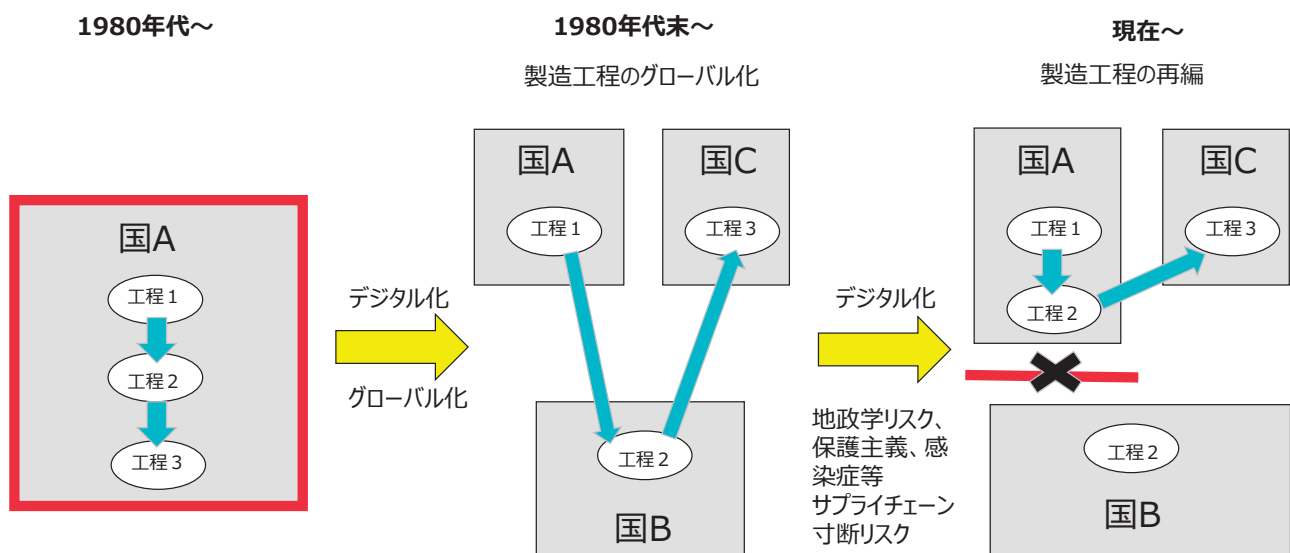 1980年代～
国A
工程１
工程２
工程３
デジタル化
グローバル化
1980年代末～
製造工程のグローバル化
国A
工程１
国C
工程３
工程２
国B
デジタル化
地政学リスク、
保護主義、感
染症等
サプライチェーン
寸断リスク
現在～
製造工程の再編
国A
工程１
工程２
国C
工程３
工程２
国B